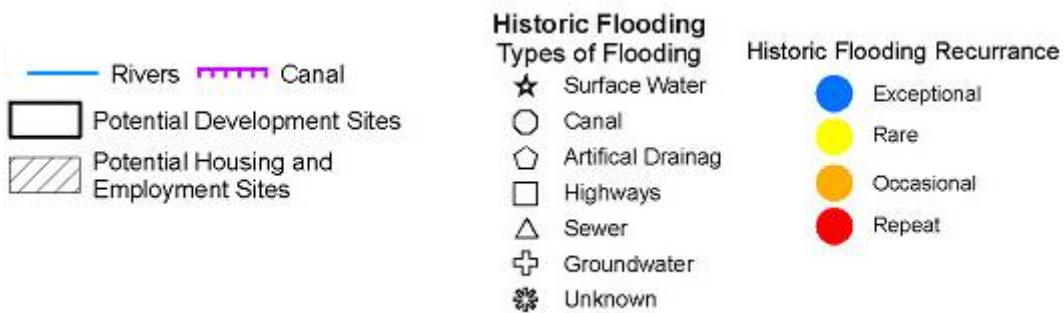 Rivers
Canal
Potential Development Sites
Potential Housing and
Employment Sites
Historic Flooding
Types of Flooding
Surface Water
Canal
Artifical Drainag
Highways
Sewer
Groundwater
Unknown
Historic Flooding Recurrance
Exceptional
Rare
Occasional
Repeat